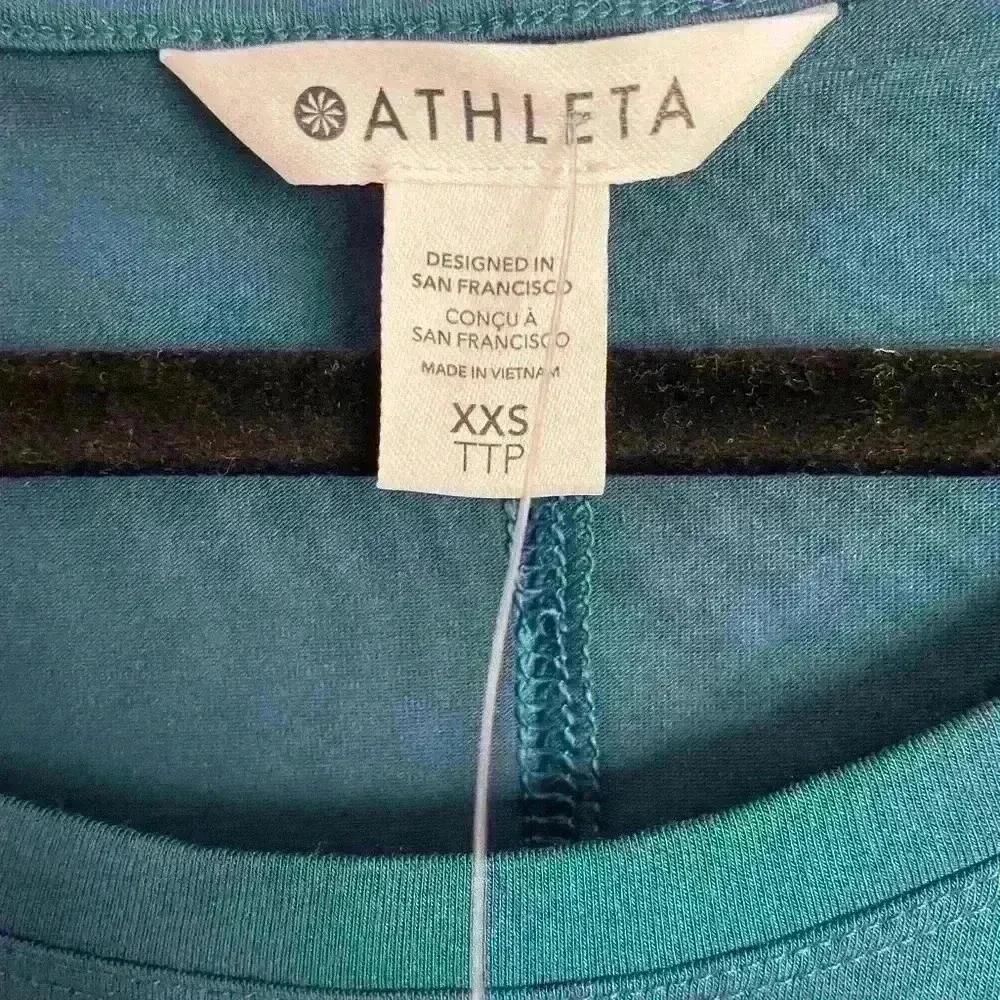 ATHLETA
DESIGNED IN
SAN FRANCISCO
CONÇU À
SAN FRANCISCO
MADE IN VIETNAM
XXS
TTP